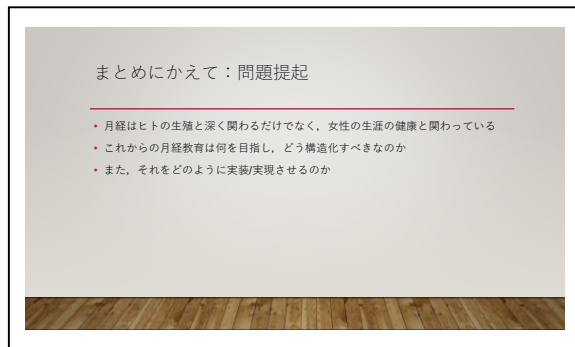 まとめにかえて：問題提起
• 月経はヒトの生殖と深く関わるだけでなく，女性の生涯の健康と関わっている
• これからの月経教育は何を目指し，どう構造化すべきなのか
• また，それをどのように実装/実現させるのか